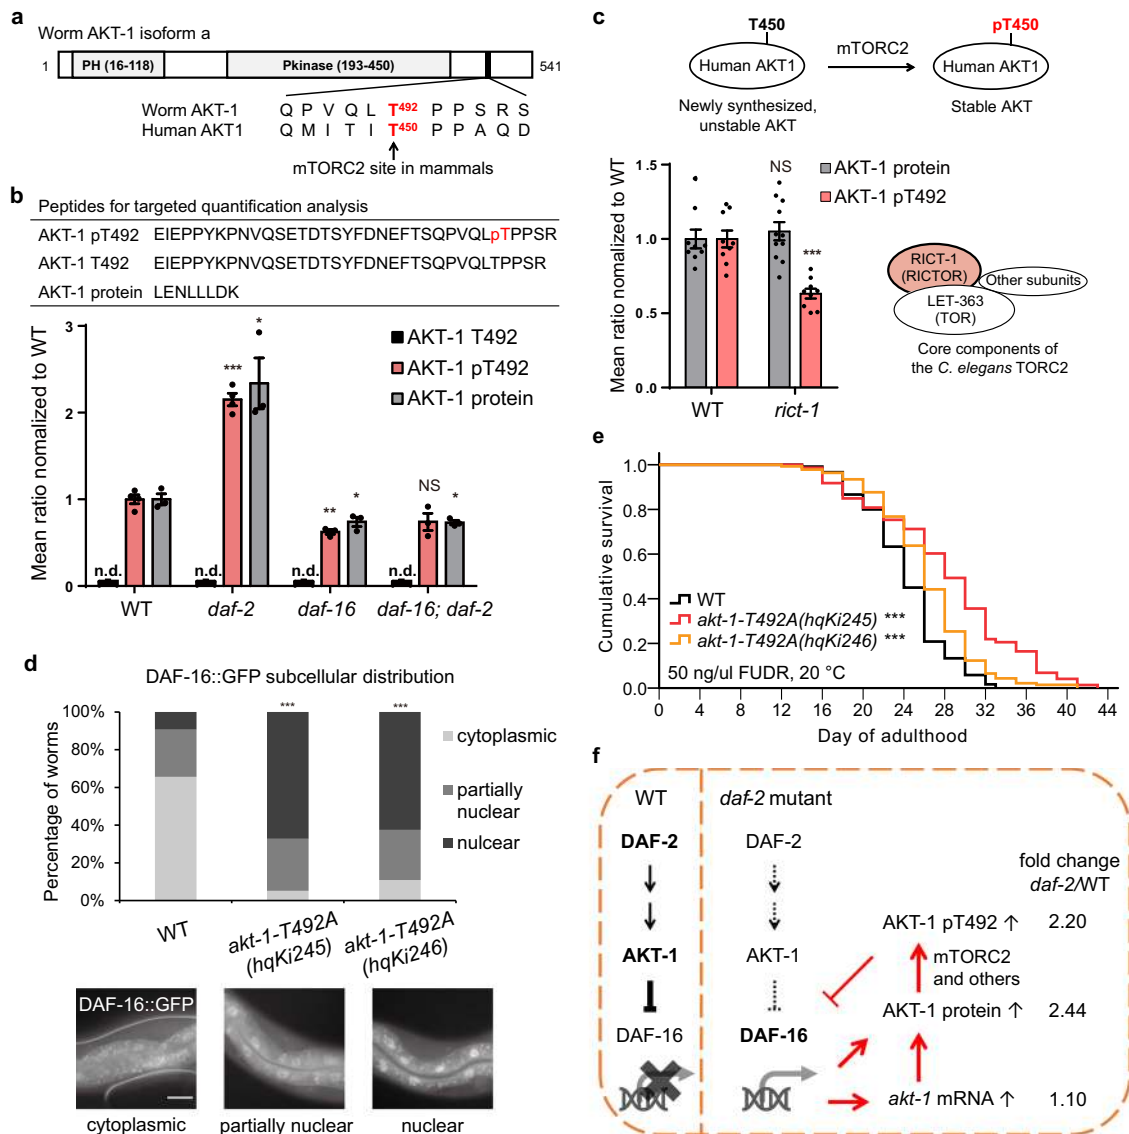 a
Worm AKT-1 isoform a
1 PH (16-118) Pkinase (193-450) 541
Worm AKT-1 Q P V Q L T492 P P S R S
Human AKT1 Q M I T I T450 P P A Q D
mTORC2 site in mammals
b
Peptides for targeted quantification analysis
AKT-1 pT492 EIEPPYKPNVQSETDTSYFDNEFTSQPVQLpTPPSR
AKT-1 T492 EIEPPYKPNVQSETDTSYFDNEFTSQPVQLTPPSR
AKT-1 protein LENLLLDK
Mean ratio nomalized to WT
3
2
1
0
AKT-1 T492
AKT-1 pT492
AKT-1 protein
*** *
** * NS *
n.d. n.d. n.d. n.d.
WT daf-2 daf-16 daf-16; daf-2
c
T450 pT450
mTORC2
Human AKT1 Human AKT1
Newly synthesized,
unstable AKT
Stable AKT
Mean ratio normalized to WT
1.5
1.0
0.5
0.0
NS
***
AKT-1 protein
AKT-1 pT492
WT rict-1
RICT-1
(RICTOR)
Other subunits
LET-363
(TOR)
Core components of
the C. elegans TORC2
d
DAF-16::GFP subcellular distribution
Percentage of worms
100%
80%
60%
40%
20%
0%
*** ***
cytoplasmic
partially
nuclear
nulcear
WT
akt-1-T492A
(hqKi245)
akt-1-T492A
(hqKi246)
DAF-16::GFP
cytoplasmic partially nuclear nuclear
e
Cumulative survival
1.0
0.8
0.6
0.4
0.2
0.0
WT
akt-1-T492A(hqKi245) ***
akt-1-T492A(hqKi246) ***
50 ng/ul FUDR, 20 °C
0 4 8 12 16 20 24 28 32 36 40 44
Day of adulthood
f
WT daf-2 mutant
DAF-2 DAF-2
fold change
daf-2/WT
AKT-1 pT492 ↑ 2.20
AKT-1 AKT-1
mTORC2
and others
AKT-1 protein ↑ 2.44
DAF-16 DAF-16
akt-1 mRNA ↑ 1.10